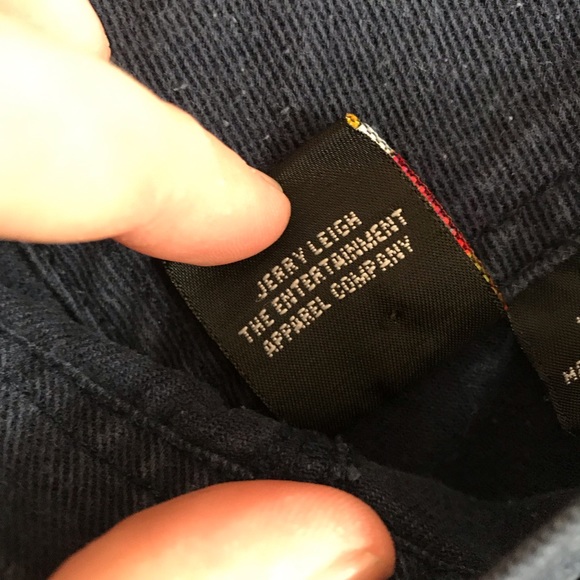 JERRY LEIGH
THE ENTERTAINMENT
APPAREL COMPANY